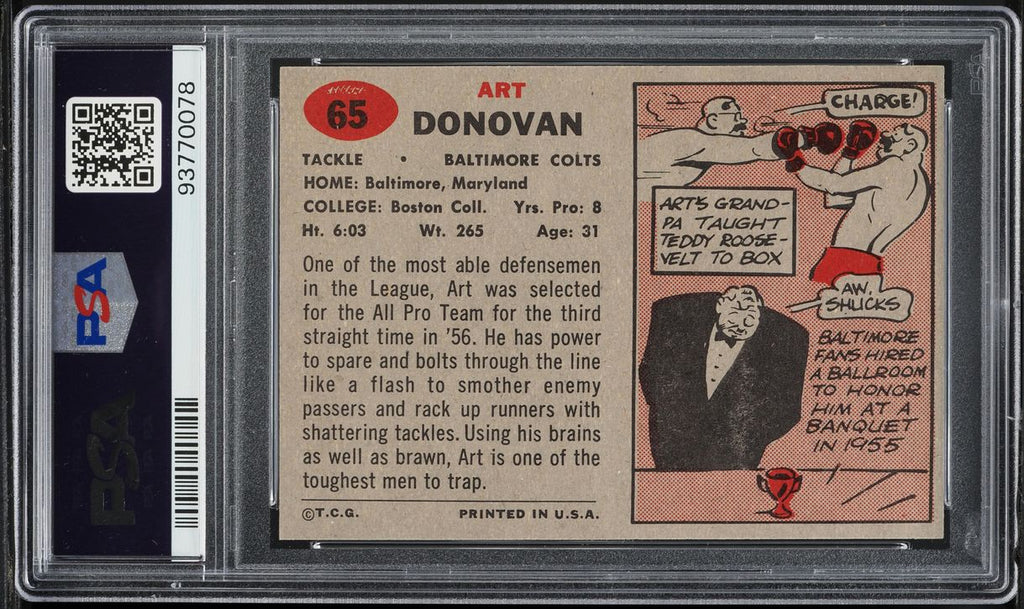 93770078
PSA
PSA
65
ART
DONOVAN
TACKLE • BALTIMORE COLTS
HOME: Baltimore, Maryland
COLLEGE: Boston Coll. Yrs. Pro: 8
Ht. 6:03 Wt. 265 Age: 31
One of the most able defensemen
in the League, Art was selected
for the All Pro Team for the third
straight time in '56. He has power
to spare and bolts through the line
like a flash to smother enemy
passers and rack up runners with
shattering tackles. Using his brains
as well as brawn, Art is one of the
toughest men to trap.
©T.C.G. PRINTED IN U.S.A.
CHARGE!
ART'S GRAND-
PA TAUGHT
TEDDY ROOSE-
VELT TO BOX
AW,
SHUCKS
BALTIMORE
FANS HIRED
A BALLROOM
TO HONOR
HIM AT A
BANQUET
IN 1955